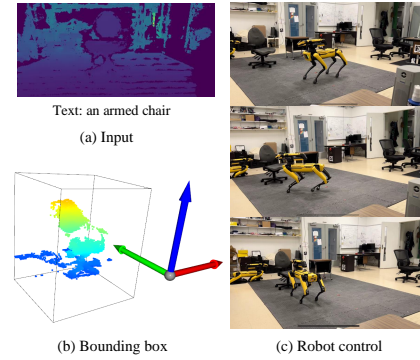 Text: an armed chair
(a) Input
(b) Bounding box
(c) Robot control